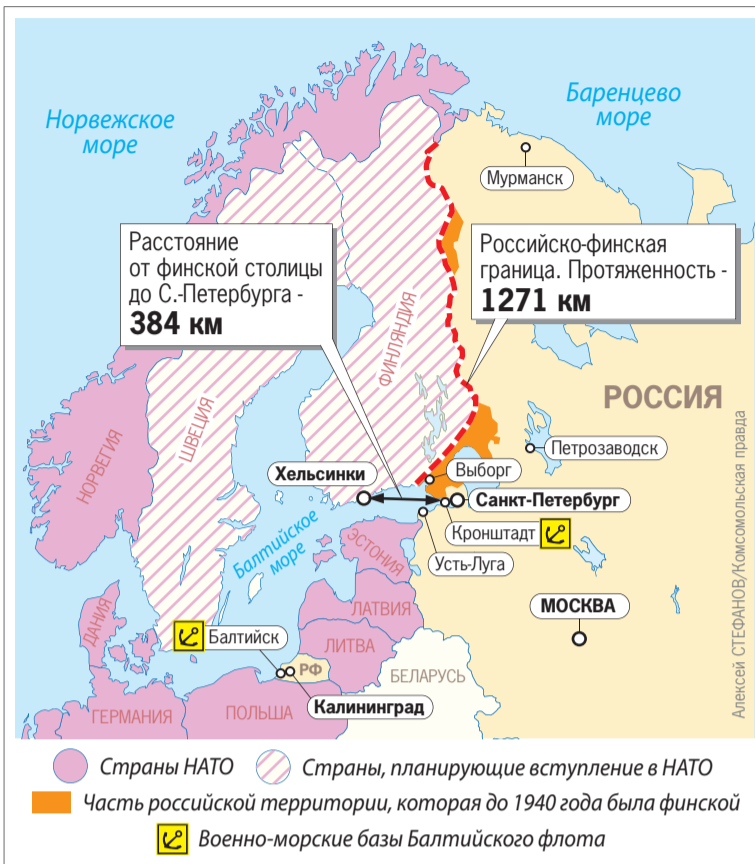 Норвежское
море
Баренцево
море
Мурманск
Расстояние
от финской столицы
до С.-Петербурга -
384 км
Российско-финская
граница. Протяженность -
1271 км
НОРВЕГИЯ
ШВЕЦИЯ
ФИНЛЯНДИЯ
РОССИЯ
Петрозаводск
Выборг
Хельсинки
Санкт-Петербург
Кронштадт
Усть-Луга
Балтийское
море
ЭСТОНИЯ
ЛАТВИЯ
ЛИТВА
МОСКВА
ДАНИЯ
Балтийск
РФ
БЕЛАРУСЬ
Калининград
ГЕРМАНИЯ
ПОЛЬША
Алексей СТЕФАНОВ/Комсомольская правда
Страны НАТО
Страны, планирующие вступление в НАТО
Часть российской территории, которая до 1940 года была финской
Военно-морские базы Балтийского флота